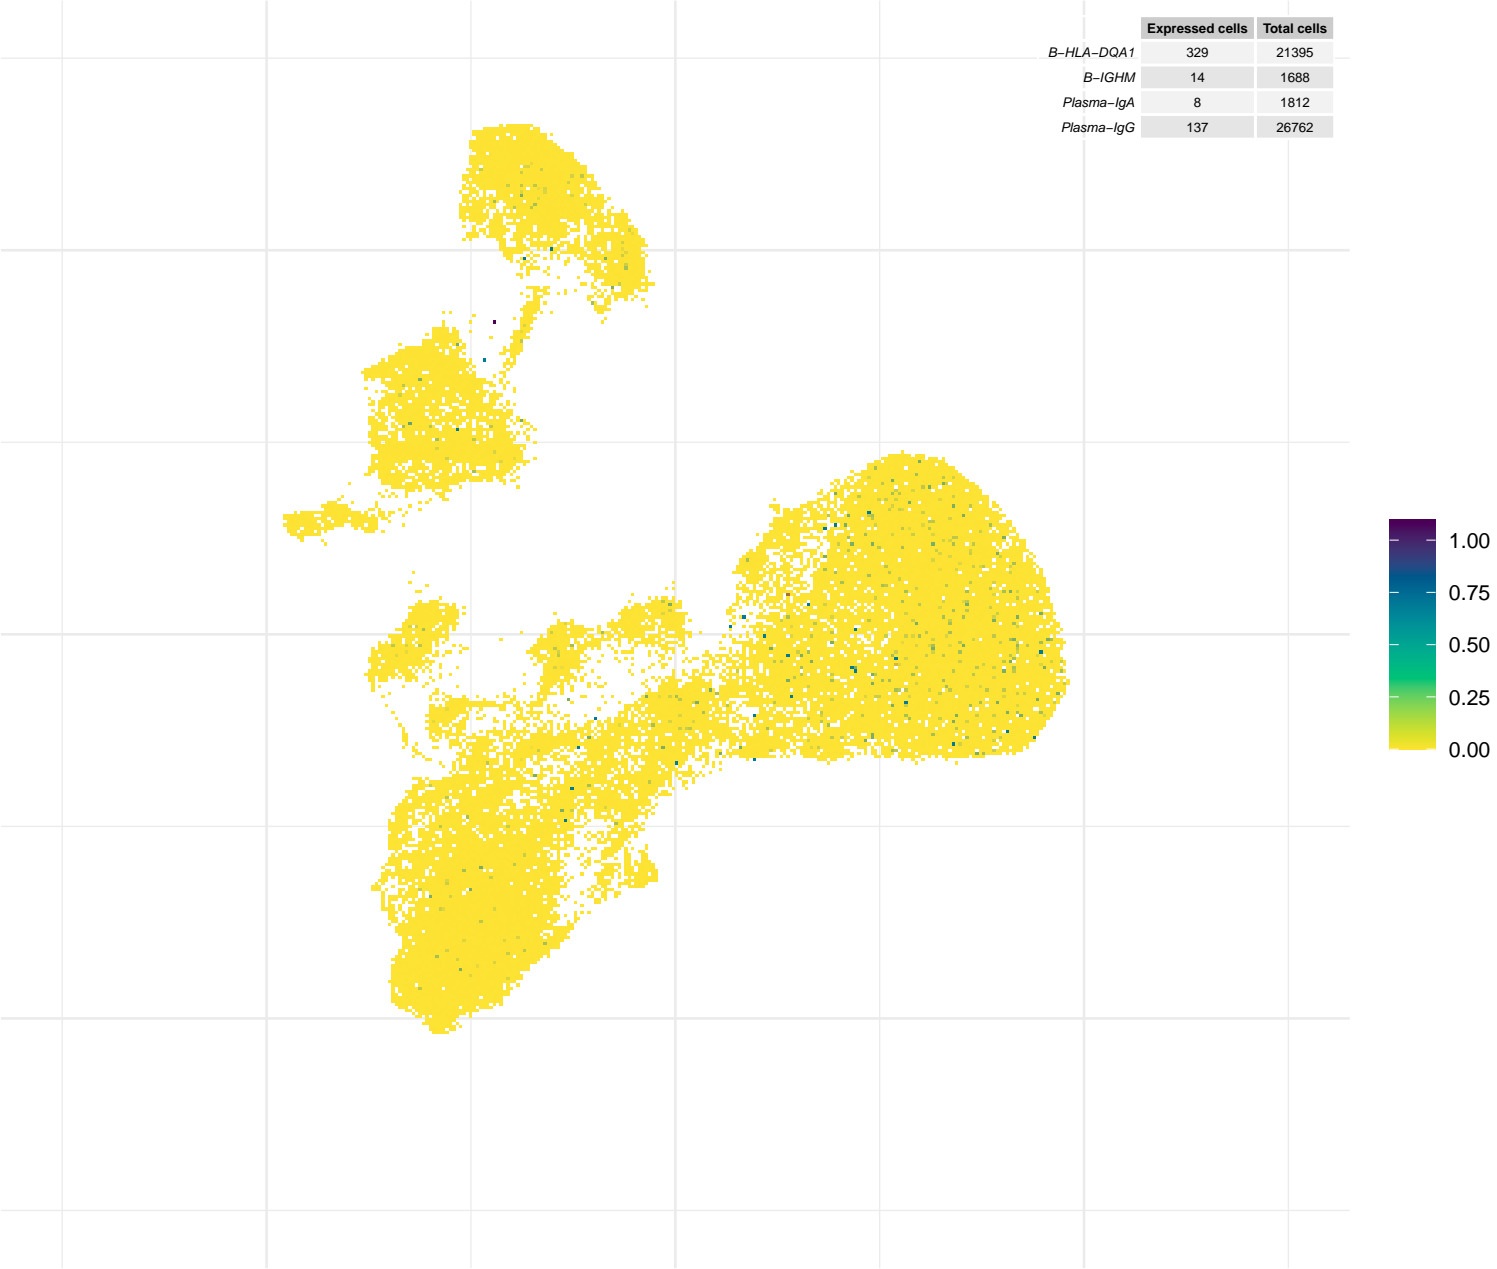 Expressed cells Total cells
B−HLA−DQA1 329 21395
B−IGHM 14 1688
Plasma−IgA 8 1812
Plasma−IgG 137 26762
1.00
0.75
0.50
0.25
0.00